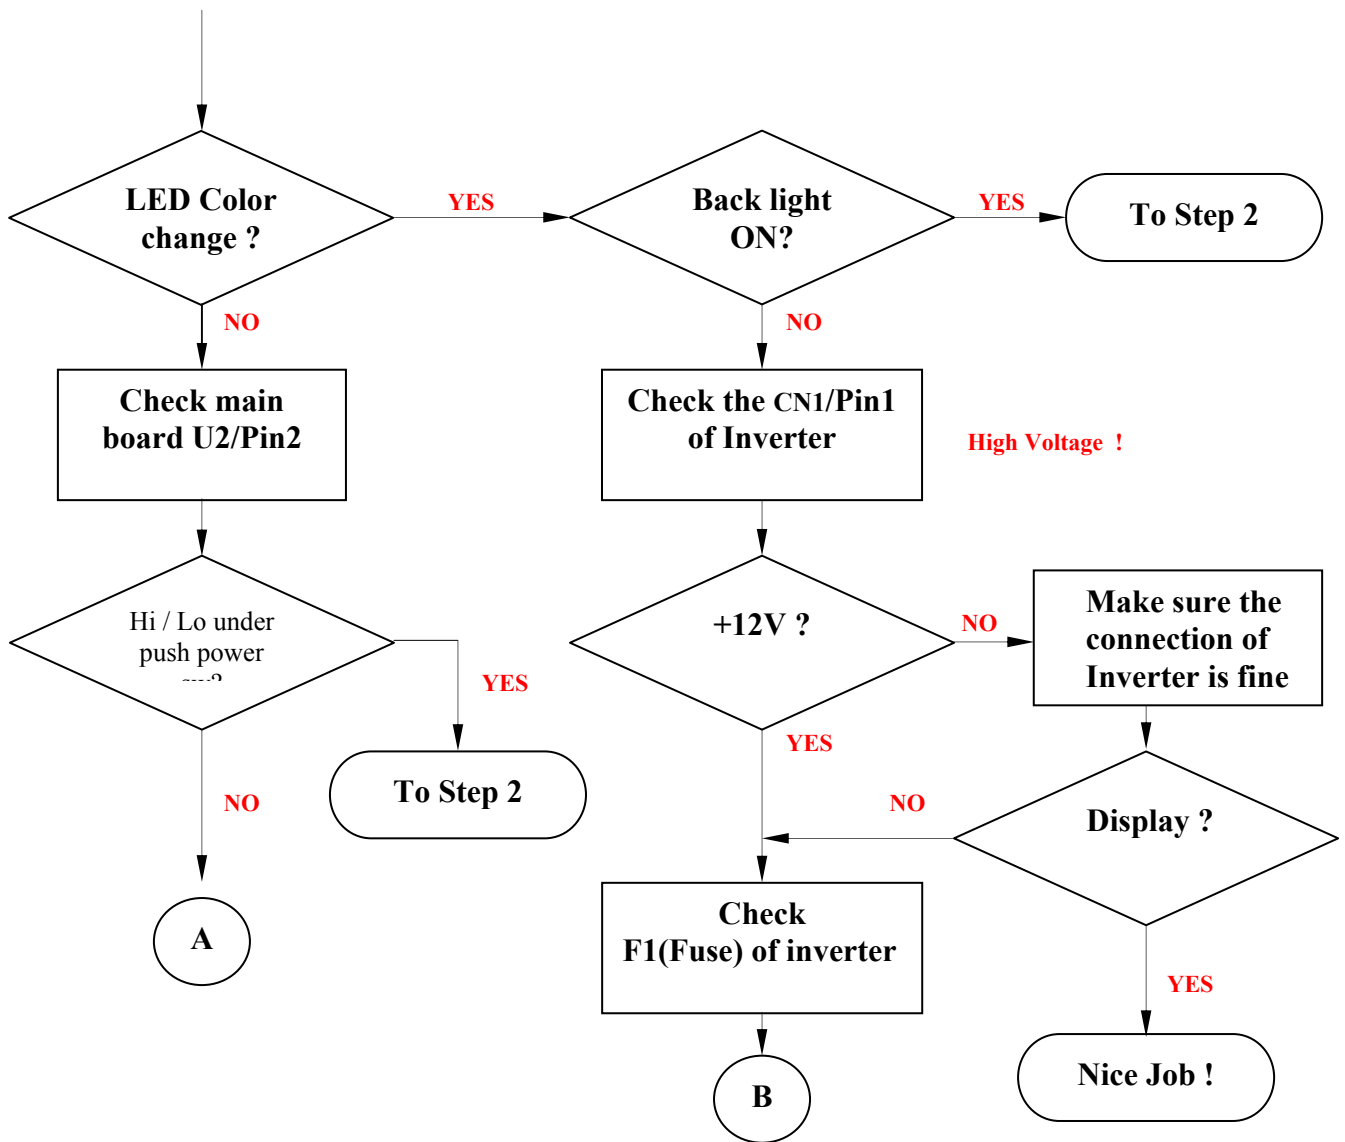 LED Color
change ?
YES
Back light
ON?
YES
To Step 2
NO
NO
Check main
board U2/Pin2
Check the CN1/Pin1
of Inverter
High Voltage !
Hi / Lo under
push power
YES
To Step 2
NO
A
+12V ?
NO
Make sure the
connection of
Inverter is fine
YES
NO
Display ?
Check
F1(Fuse) of inverter
YES
B
Nice Job !